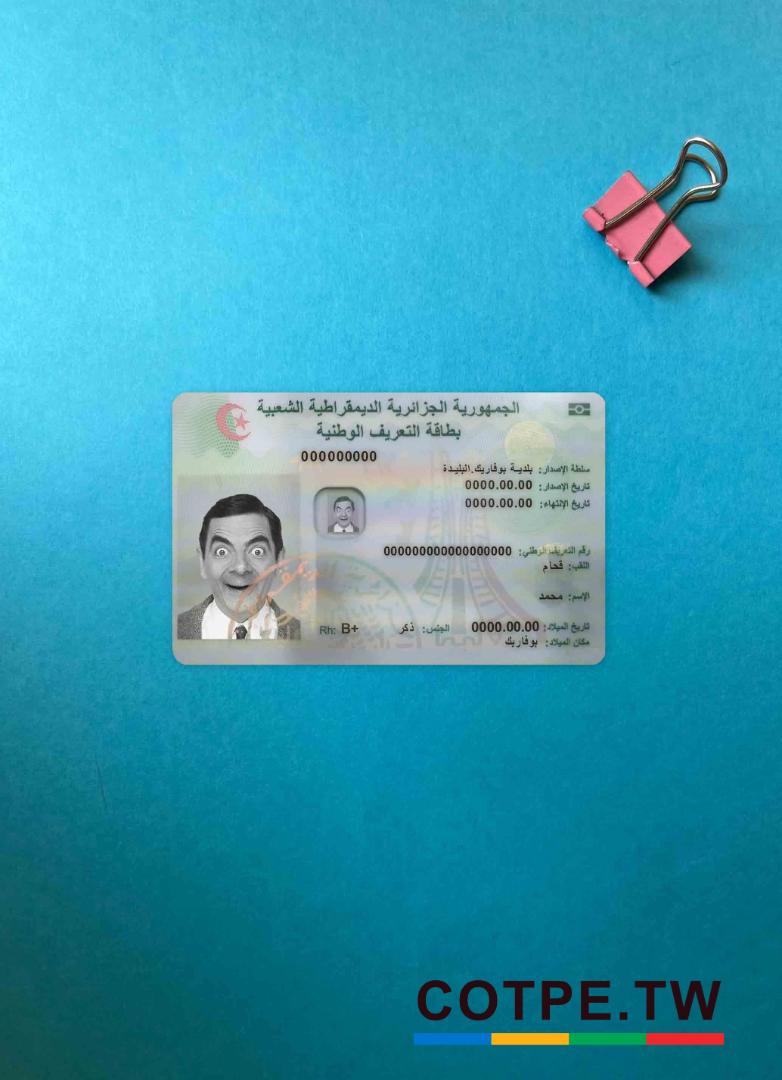 الجمهورية الجزائرية الديمقراطية الشعبية
بطاقة التعريف الوطنية
000000000
سلطة الإصدار: بلدية بوفاريك.البليدة
تاريخ الإصدار: 0000.00.00
تاريخ الإنتهاء: 0000.00.00
رقم التعريف الوطني: 000000000000000000
اللقب: فحام
الإسم: محمد
تاريخ الميلاد: 0000.00.00 الجنس: ذكر Rh: B+
مكان الميلاد: بوفاريك
COTPE.TW